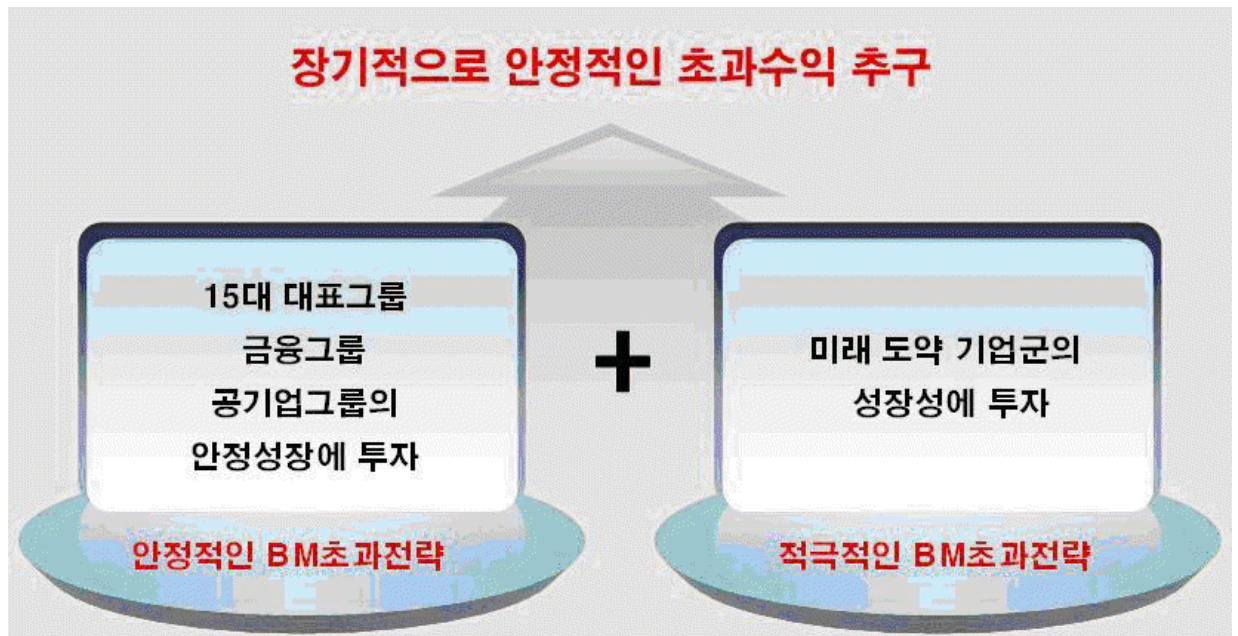 장기적으로 안정적인 초과수익 추구
15대 대표그룹
금융그룹
공기업그룹의
안정성장에 투자
+
미래 도약 기업군의
성장성에 투자
안정적인 BM초과전략
적극적인 BM초과전략